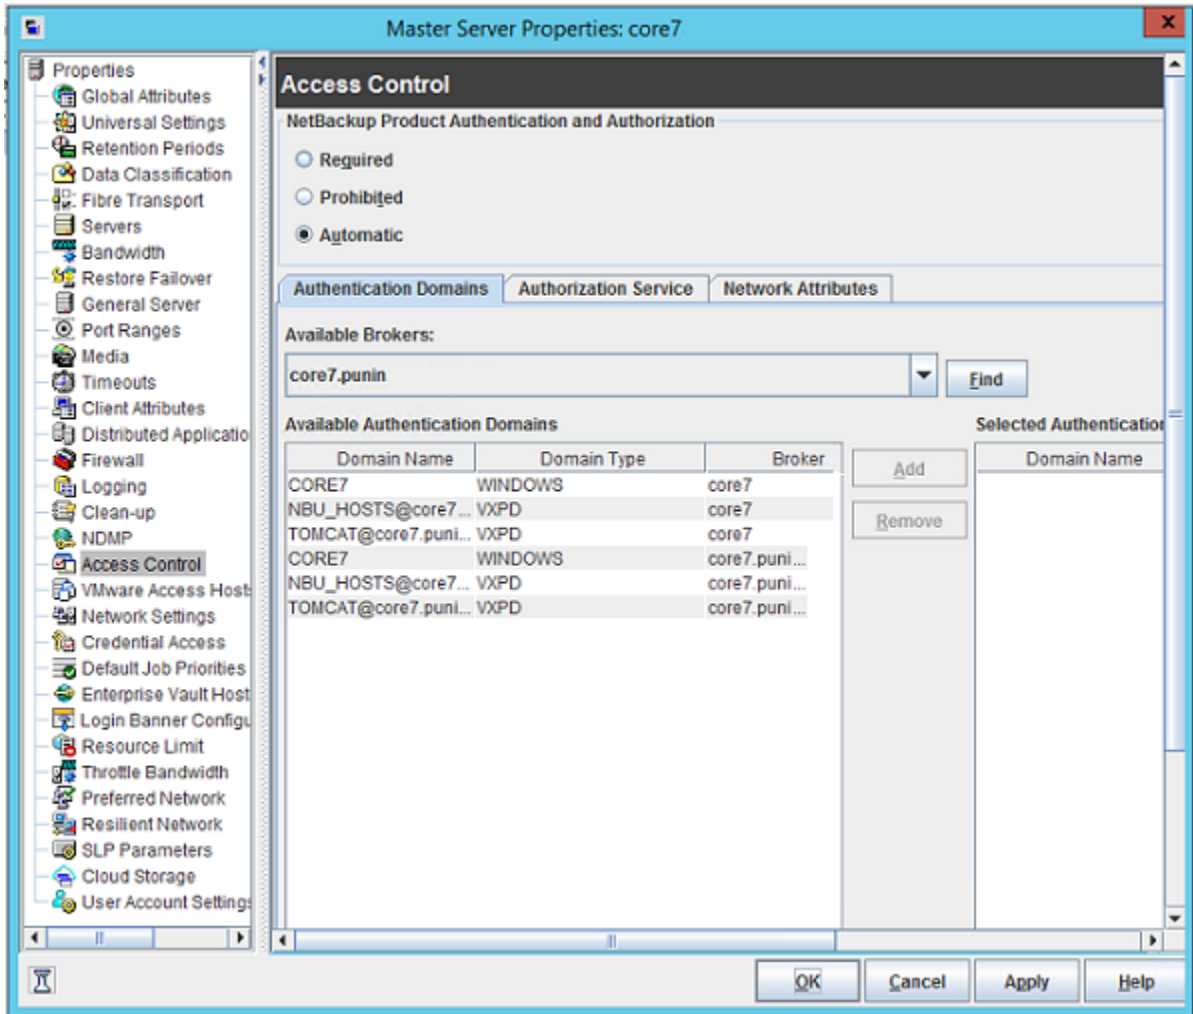 Master Server Properties: core7
x
Properties
Global Attributes
Universal Settings
Retention Periods
Data Classification
Fibre Transport
Servers
Bandwidth
Restore Failover
General Server
Port Ranges
Media
Timeouts
Client Attributes
Distributed Applicatio
Firewall
Logging
Clean-up
NDMP
Access Control
VMware Access Host
Network Settings
Credential Access
Default Job Priorities
Enterprise Vault Host
Login Banner Configu
Resource Limit
Throttle Bandwidth
Preferred Network
Resilient Network
SLP Parameters
Cloud Storage
User Account Settings
Access Control
NetBackup Product Authentication and Authorization
Required
Prohibited
Automatic
Authentication Domains Authorization Service Network Attributes
Available Brokers:
core7.punin Find
Available Authentication Domains
Domain Name Domain Type Broker
CORE7 WINDOWS core7
NBU_HOSTS@core7... VXPD core7
TOMCAT@core7.puni... VXPD core7
CORE7 WINDOWS core7.puni...
NBU_HOSTS@core7... VXPD core7.puni...
TOMCAT@core7.puni... VXPD core7.puni...
Add
Remove
Selected Authentication
Domain Name
OK Cancel Apply Help